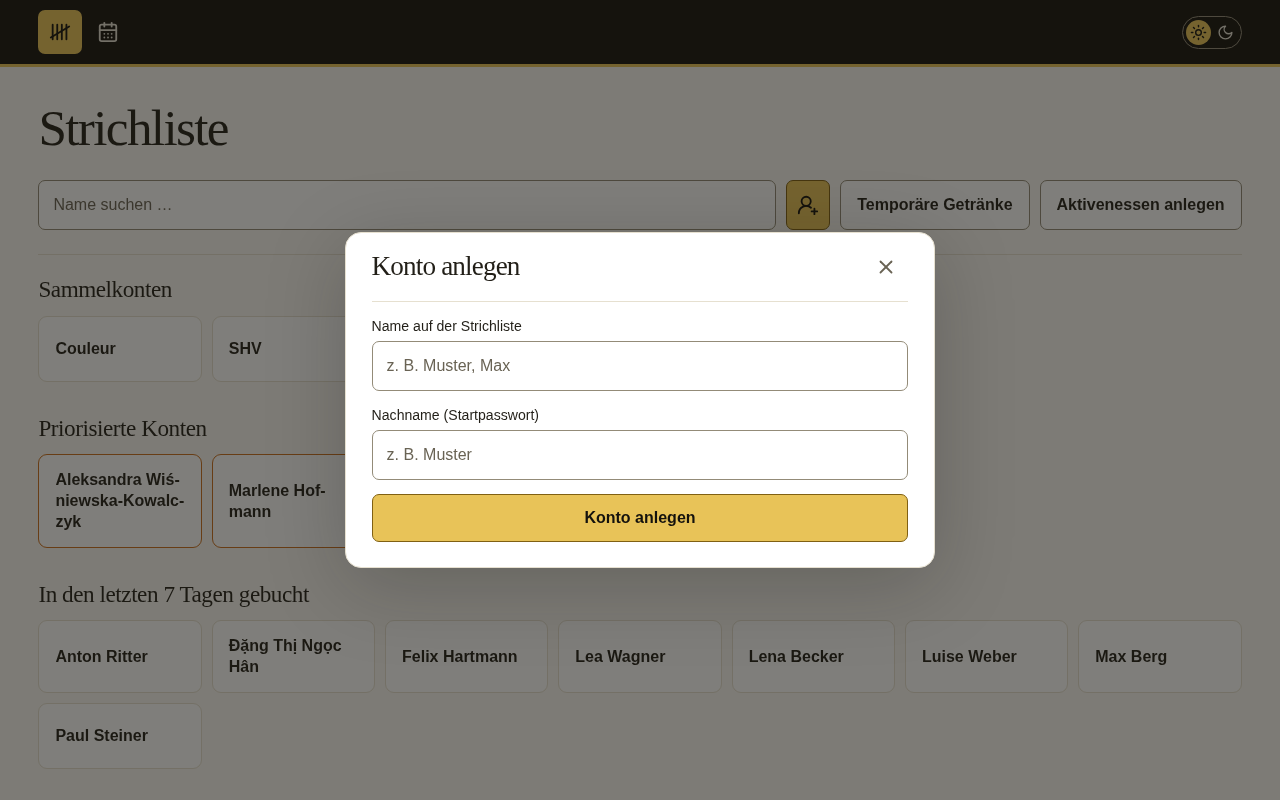 Strichliste
Name suchen …
Temporäre Getränke
Aktivenessen anlegen
Sammelkonten
Couleur
SHV
Priorisierte Konten
Aleksandra Wiś-
niewska-Kowalc-
zyk
Marlene Hof-
mann
Konto anlegen
Name auf der Strichliste
z. B. Muster, Max
Nachname (Startpasswort)
z. B. Muster
Konto anlegen
In den letzten 7 Tagen gebucht
Anton Ritter
Đặng Thị Ngọc
Hân
Felix Hartmann
Lea Wagner
Lena Becker
Luise Weber
Max Berg
Paul Steiner